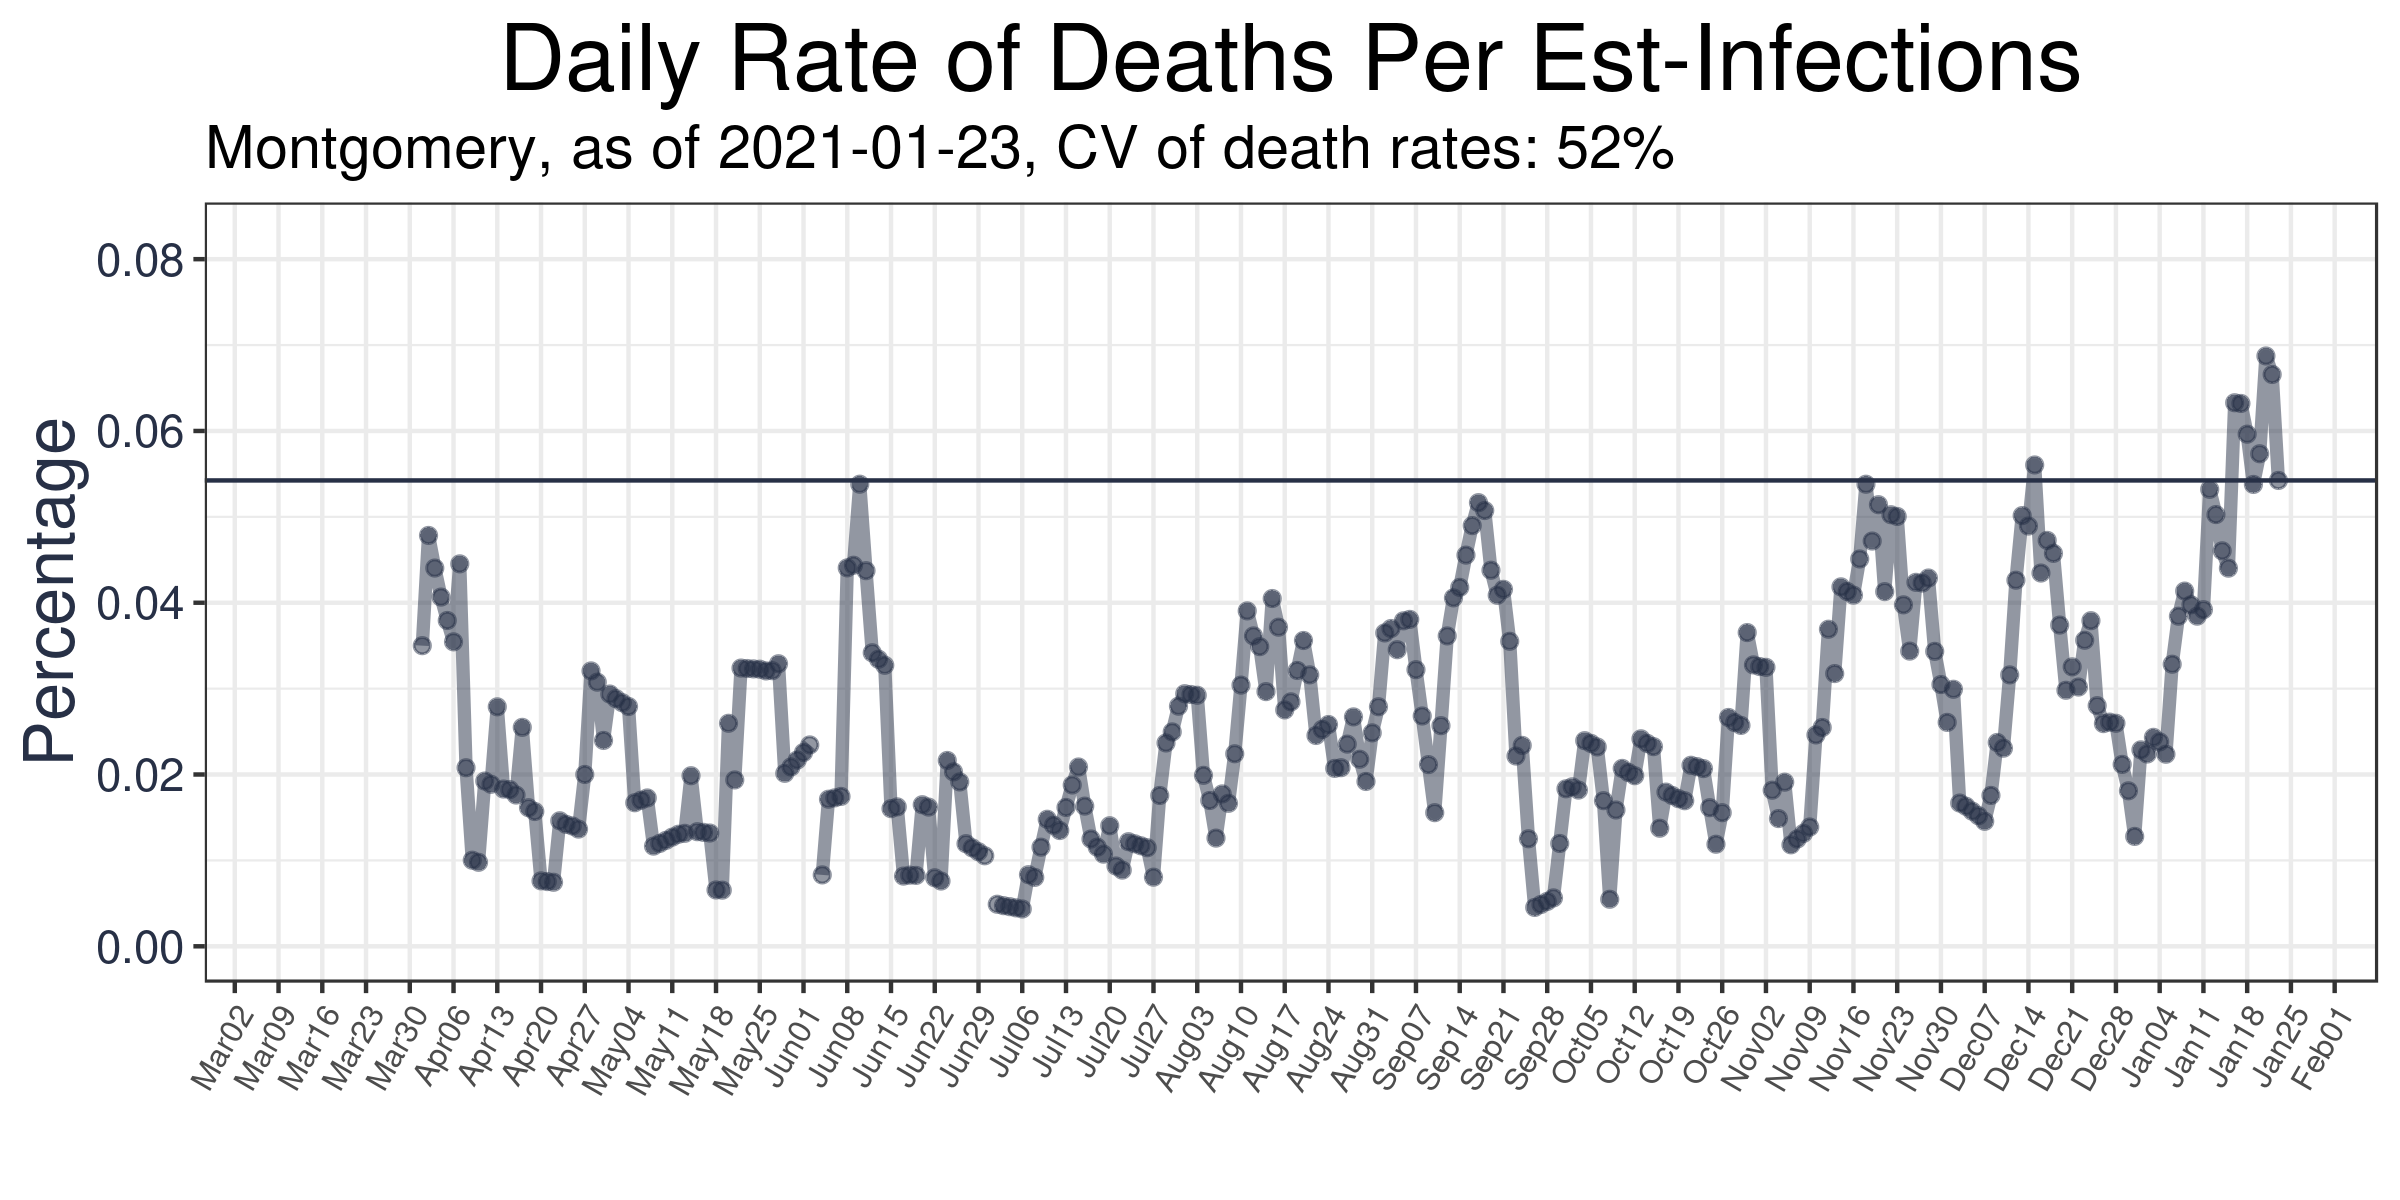 Daily Rate of Deaths Per Est-Infections
Montgomery, as of 2021-01-23, CV of death rates: 52%
Percentage
0.08
0.06
0.04
0.02
0.00
Mar02
Mar09
Mar16
Mar23
Mar30
Apr06
Apr13
Apr20
Apr27
May04
May11
May18
May25
Jun01
Jun08
Jun15
Jun22
Jun29
Jul06
Jul13
Jul20
Jul27
Aug03
Aug10
Aug17
Aug24
Aug31
Sep07
Sep14
Sep21
Sep28
Oct05
Oct12
Oct19
Oct26
Nov02
Nov09
Nov16
Nov23
Nov30
Dec07
Dec14
Dec21
Dec28
Jan04
Jan11
Jan18
Jan25
Feb01